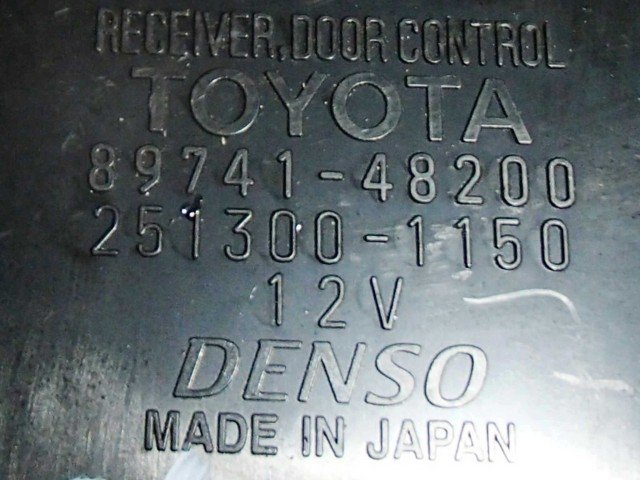 RECEIVER,DOOR CONTROL
TOYOTA
89741-48200
251300-1150
12V
DENSO
MADE IN JAPAN